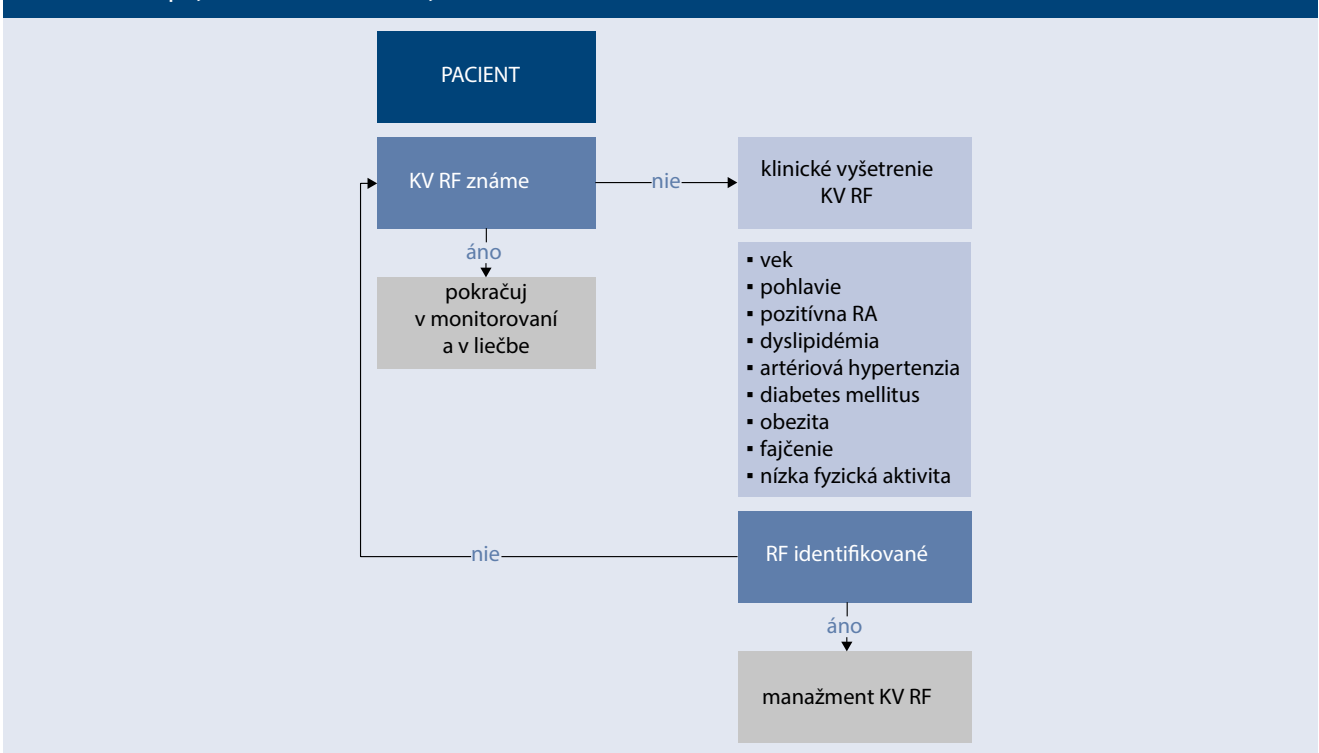 PACIENT
KV RF známe
nie
klinické vyšetrenie
KV RF
áno
pokračuj
v monitorovaní
a v liečbe
▪ vek
▪ pohlavie
▪ pozitívna RA
▪ dyslipidémia
▪ artériová hypertenzia
▪ diabetes mellitus
▪ obezita
▪ fajčenie
▪ nízka fyzická aktivita
nie
RF identifikované
áno
manažment KV RF